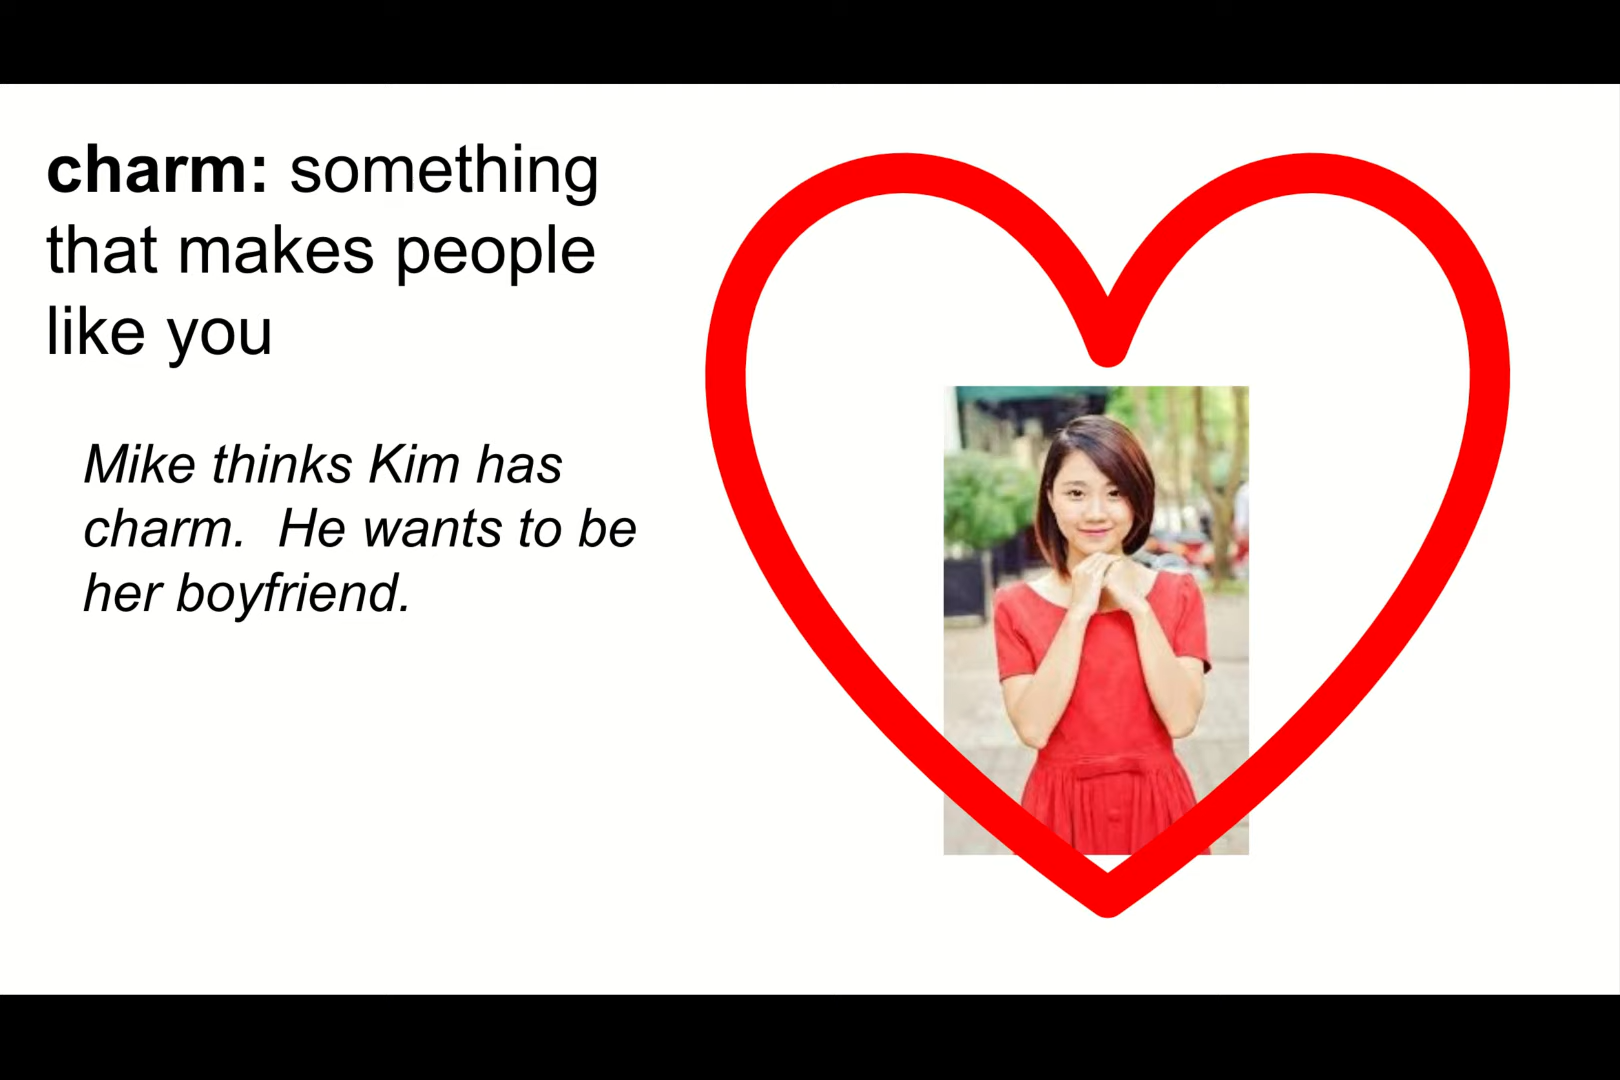 charm: something
that makes people
like you
Mike thinks Kim has
charm.  He wants to be
her boyfriend.